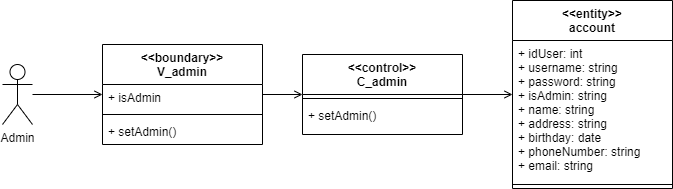 Admin
<<boundary>>
V_admin
+ isAdmin
+ setAdmin()
<<control>>
C_admin
+ setAdmin()
<<entity>>
account
+ idUser: int
+ username: string
+ password: string
+ isAdmin: string
+ name: string
+ address: string
+ birthday: date
+ phoneNumber: string
+ email: string